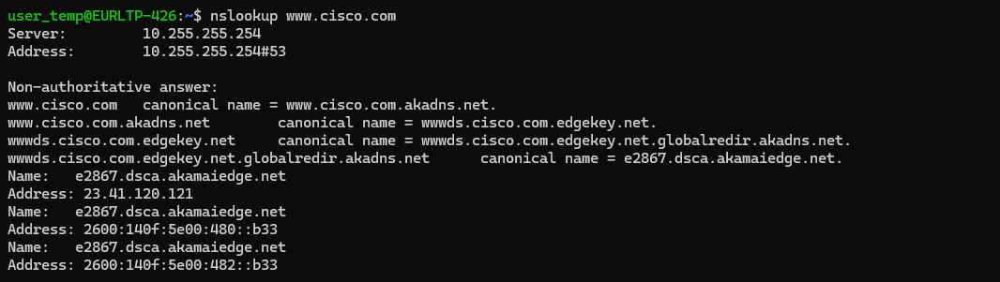 user_temp@EURLTP-426:~$ nslookup www.cisco.com
Server:         10.255.255.254
Address:        10.255.255.254#53

Non-authoritative answer:
www.cisco.com   canonical name = www.cisco.com.akadns.net.
www.cisco.com.akadns.net        canonical name = wwwds.cisco.com.edgekey.net.
wwwds.cisco.com.edgekey.net     canonical name = wwwds.cisco.com.edgekey.net.globalredir.akadns.net.
wwwds.cisco.com.edgekey.net.globalredir.akadns.net      canonical name = e2867.dsca.akamaiedge.net.
Name:   e2867.dsca.akamaiedge.net
Address: 23.41.120.121
Name:   e2867.dsca.akamaiedge.net
Address: 2600:140f:5e00:480::b33
Name:   e2867.dsca.akamaiedge.net
Address: 2600:140f:5e00:482::b33